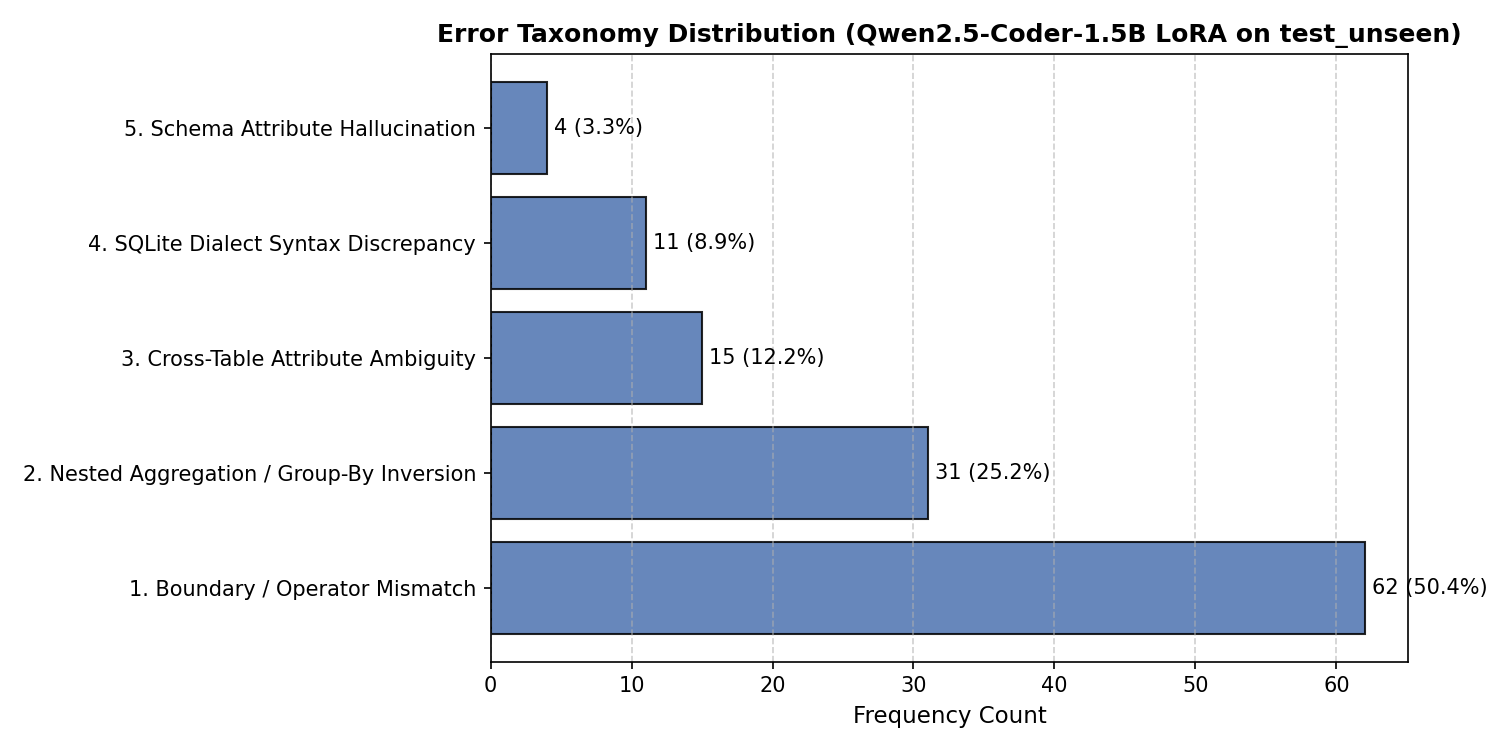 Error Taxonomy Distribution (Qwen2.5-Coder-1.5B LoRA on test_unseen)
5. Schema Attribute Hallucination
4 (3.3%)
4. SQLite Dialect Syntax Discrepancy
11 (8.9%)
3. Cross-Table Attribute Ambiguity
15 (12.2%)
2. Nested Aggregation / Group-By Inversion
31 (25.2%)
1. Boundary / Operator Mismatch
62 (50.4%)
0 10 20 30 40 50 60
Frequency Count